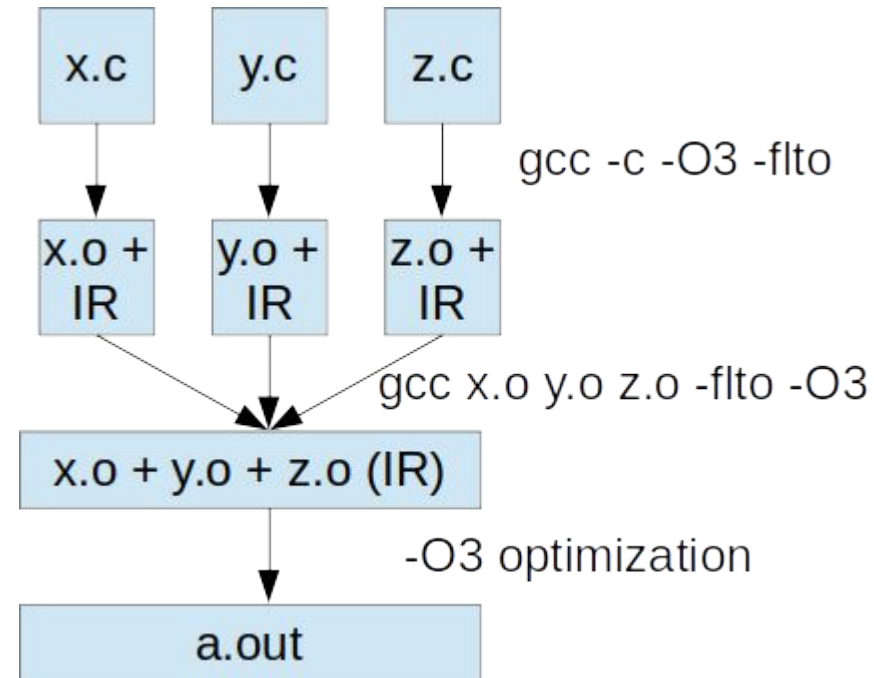 x.c
y.c
z.c
gcc -c -O3 -flto
x.o +
IR
y.o +
IR
z.o +
IR
gcc x.o y.o z.o -flto -O3
x.o + y.o + z.o (IR)
-O3 optimization
a.out